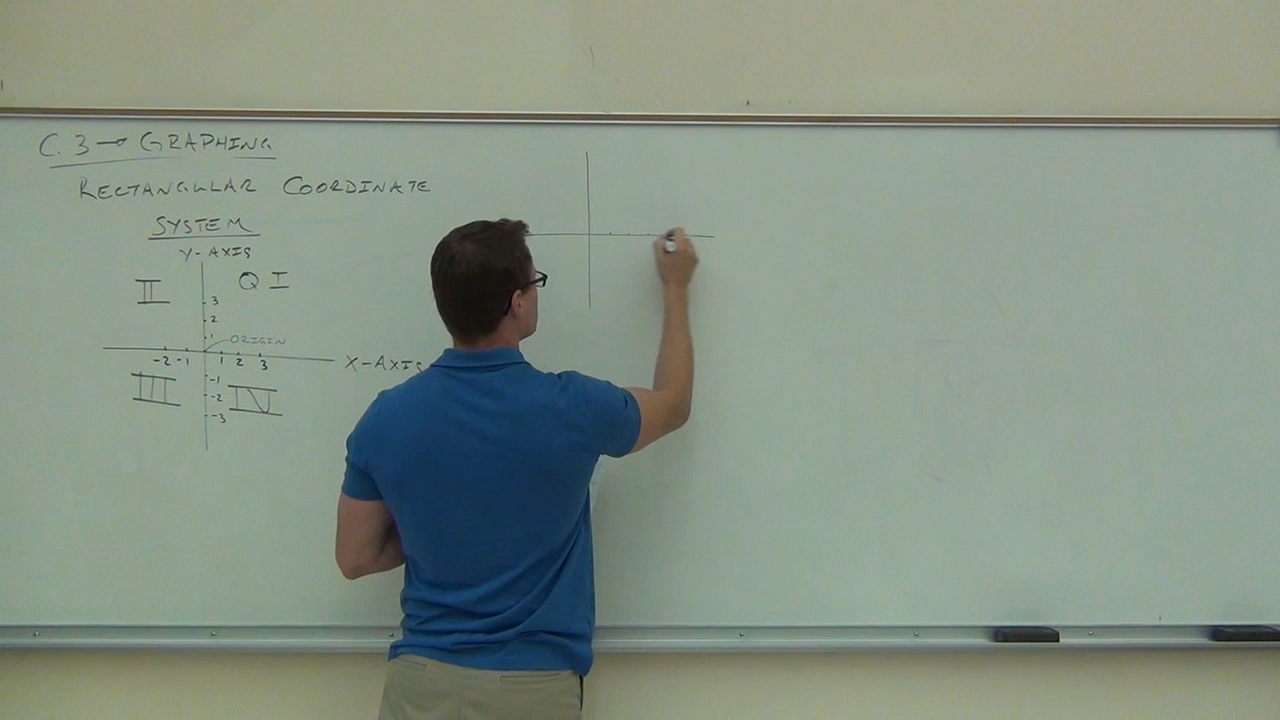 C.3 → GRAPHING
RECTANGULAR COORDINATE
SYSTEM
Y-AXIS
II Q I
3
2
1
ORIGIN
-2 -1 1 2 3 X-AXIS
III -1 IV
-2
-3